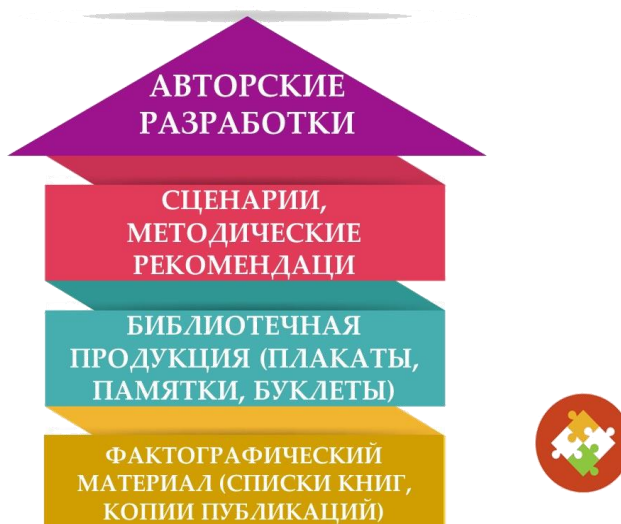 АВТОРСКИЕ
РАЗРАБОТКИ
СЦЕНАРИИ,
МЕТОДИЧЕСКИЕ
РЕКОМЕНДАЦИ
БИБЛИОТЕЧНАЯ
ПРОДУКЦИЯ (ПЛАКАТЫ,
ПАМЯТКИ, БУКЛЕТЫ)
ФАКТОГРАФИЧЕСКИЙ
МАТЕРИАЛ (СПИСКИ КНИГ,
КОПИИ ПУБЛИКАЦИЙ)